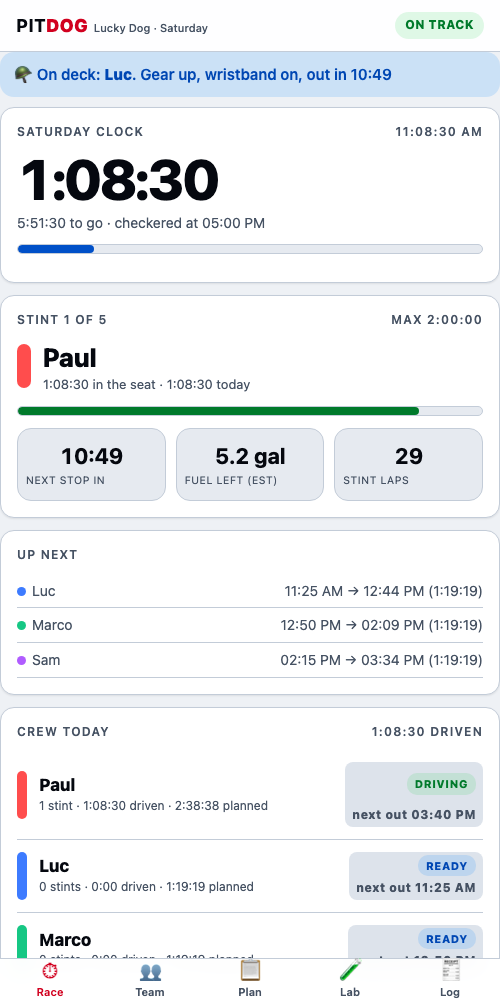 PITDOG Lucky Dog · Saturday
ON TRACK
On deck: Luc. Gear up, wristband on, out in 10:49
SATURDAY CLOCK 11:08:30 AM
1:08:30
5:51:30 to go · checkered at 05:00 PM
STINT 1 OF 5 MAX 2:00:00
Paul
1:08:30 in the seat · 1:08:30 today
10:49 5.2 gal 29
NEXT STOP IN FUEL LEFT (EST) STINT LAPS
UP NEXT
Luc 11:25 AM → 12:44 PM (1:19:19)
Marco 12:50 PM → 02:09 PM (1:19:19)
Sam 02:15 PM → 03:34 PM (1:19:19)
CREW TODAY 1:08:30 DRIVEN
Paul DRIVING
1 stint · 1:08:30 driven · 2:38:38 planned next out 03:40 PM
Luc READY
0 stints · 0:00 driven · 1:19:19 planned next out 11:25 AM
Marco READY
Race Team Plan Lab Log